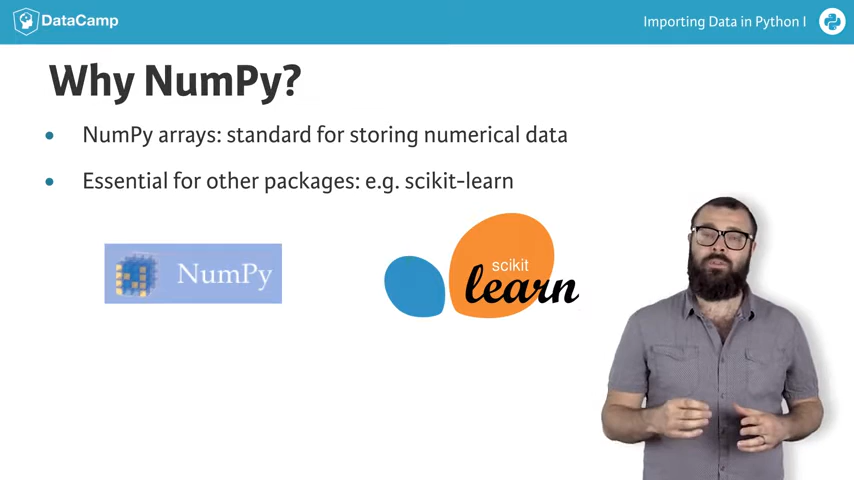 DataCamp
Importing Data in Python I
Why NumPy?
• NumPy arrays: standard for storing numerical data
• Essential for other packages: e.g. scikit-learn
NumPy
scikit
learn